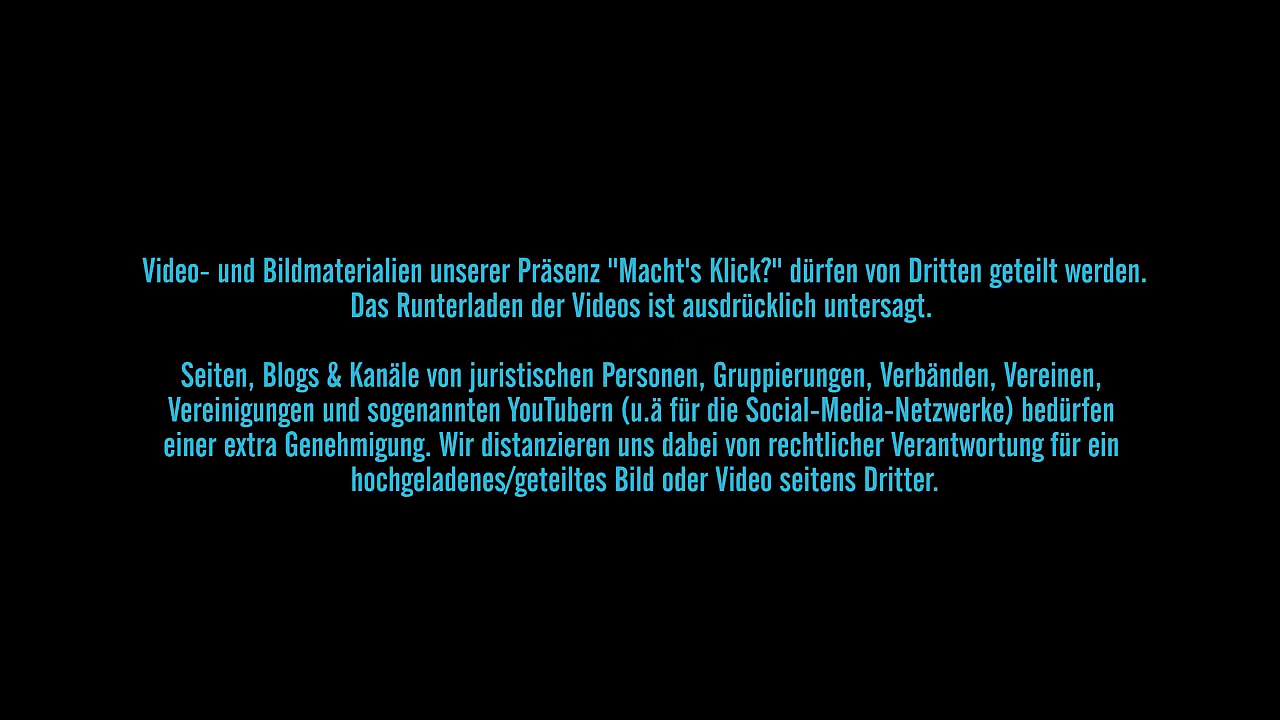 Video- und Bildmaterialien unserer Präsenz "Macht's Klick?" dürfen von Dritten geteilt werden.
Das Runterladen der Videos ist ausdrücklich untersagt.
Seiten, Blogs & Kanäle von juristischen Personen, Gruppierungen, Verbänden, Vereinen,
Vereinigungen und sogenannten YouTubern (u.ä für die Social-Media-Netzwerke) bedürfen
einer extra Genehmigung. Wir distanzieren uns dabei von rechtlicher Verantwortung für ein
hochgeladenes/geteiltes Bild oder Video seitens Dritter.